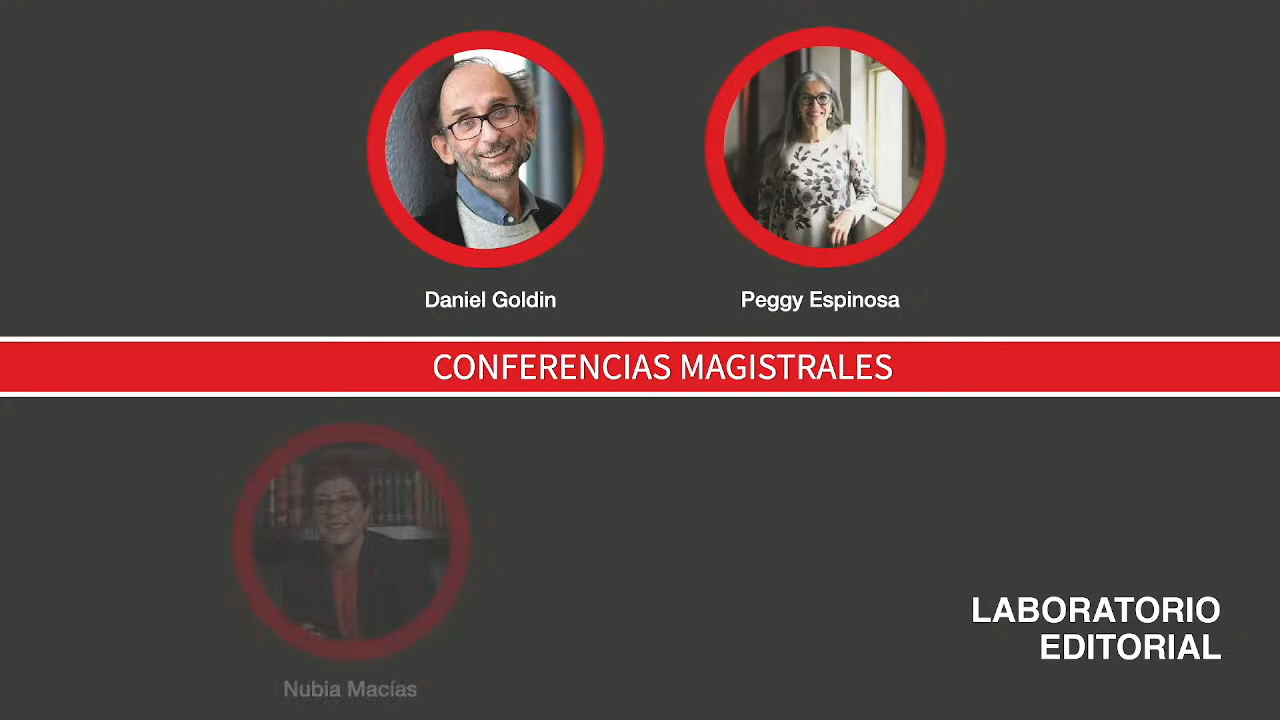 Daniel Goldin
Peggy Espinosa
CONFERENCIAS MAGISTRALES
Nubia Macías
LABORATORIO
EDITORIAL